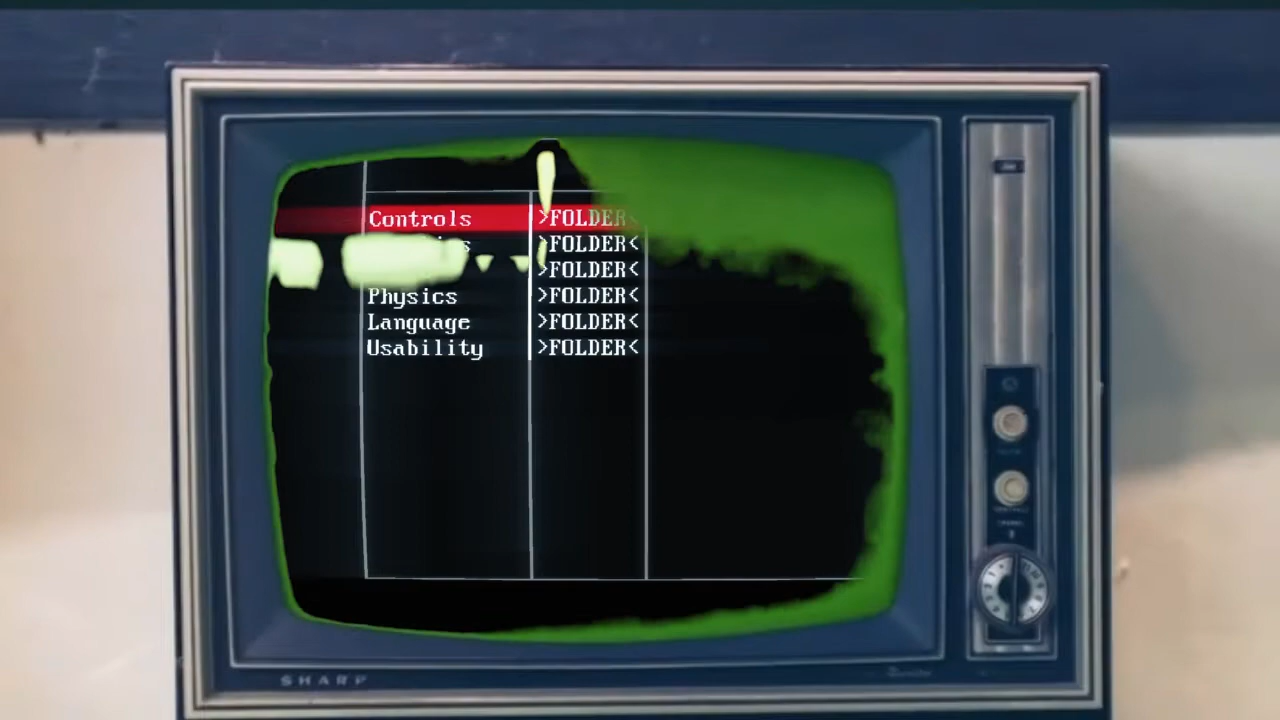 Controls >FOLDER<
>FOLDER<
>FOLDER<
Physics >FOLDER<
Language >FOLDER<
Usability >FOLDER<
SHARP